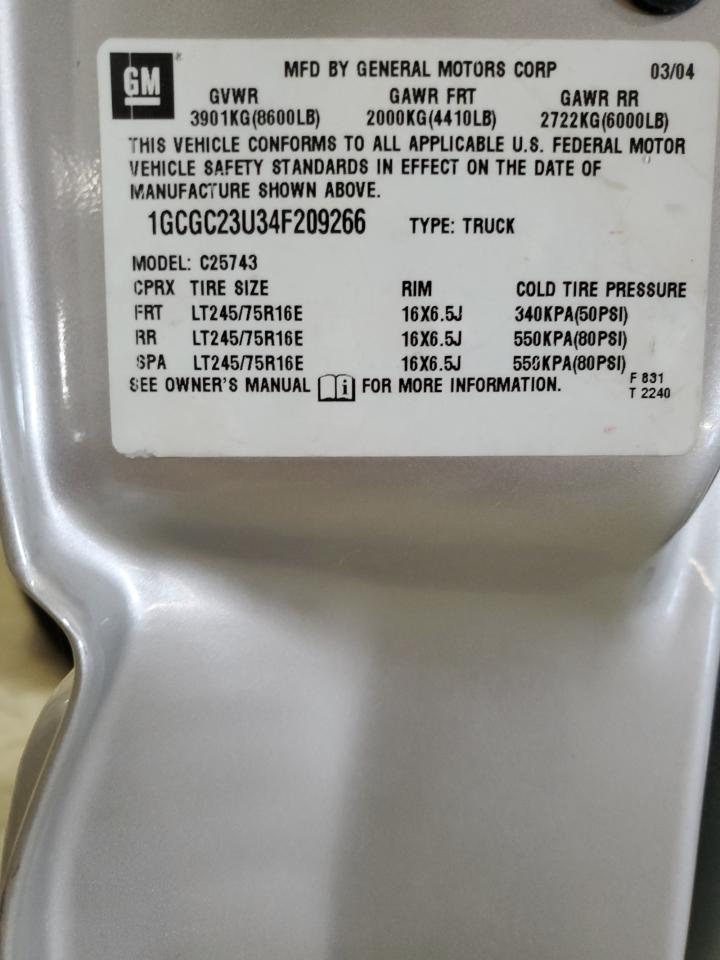 GM
MFD BY GENERAL MOTORS CORP 03/04
GVWR GAWR FRT GAWR RR
3901KG(8600LB) 2000KG(4410LB) 2722KG(6000LB)
THIS VEHICLE CONFORMS TO ALL APPLICABLE U.S. FEDERAL MOTOR
VEHICLE SAFETY STANDARDS IN EFFECT ON THE DATE OF
MANUFACTURE SHOWN ABOVE.
1GCGC23U34F209266 TYPE: TRUCK
MODEL: C25743
CPRX TIRE SIZE RIM COLD TIRE PRESSURE
FRT LT245/75R16E 16X6.5J 340KPA(50PSI)
RR LT245/75R16E 16X6.5J 550KPA(80PSI)
SPA LT245/75R16E 16X6.5J 550KPA(80PSI)
SEE OWNER'S MANUAL i FOR MORE INFORMATION. F 831
T 2240